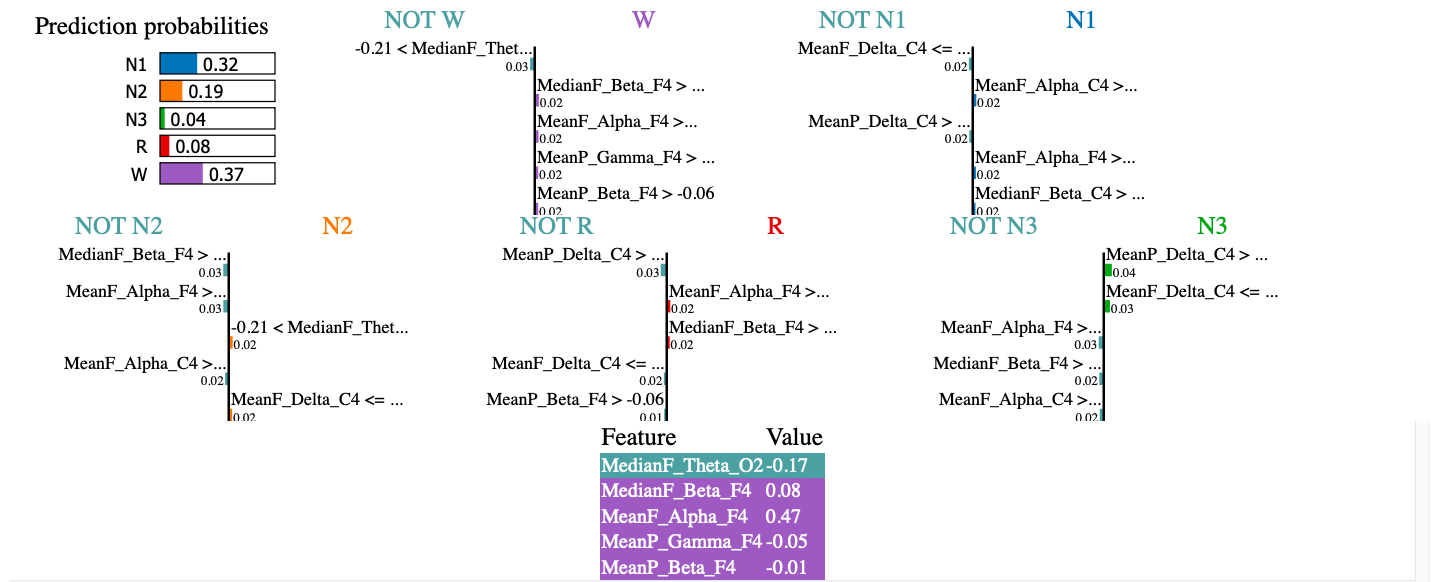 Prediction probabilities
N1 0.32
N2 0.19
N3 0.04
R 0.08
W 0.37
NOT W W
-0.21 < MedianF_Thet...
0.03
MedianF_Beta_F4 > ...
0.02
MeanF_Alpha_F4 >...
0.02
MeanP_Gamma_F4 > ...
0.02
MeanP_Beta_F4 > -0.06
0.02
NOT N1 N1
MeanF_Delta_C4 <= ...
0.02
MeanF_Alpha_C4 >...
0.02
MeanP_Delta_C4 > ...
0.02
MeanF_Alpha_F4 >...
0.02
MedianF_Beta_C4 > ...
0.02
NOT N2 N2
MedianF_Beta_F4 > ...
0.03
MeanF_Alpha_F4 >...
0.03
-0.21 < MedianF_Thet...
0.02
MeanF_Alpha_C4 >...
0.02
MeanF_Delta_C4 <= ...
0.02
NOT R R
MeanP_Delta_C4 > ...
0.03
MeanF_Alpha_F4 >...
0.02
MedianF_Beta_F4 > ...
0.02
MeanF_Delta_C4 <= ...
0.02
MeanP_Beta_F4 > -0.06
0.01
NOT N3 N3
MeanP_Delta_C4 > ...
0.04
MeanF_Delta_C4 <= ...
0.03
MeanF_Alpha_F4 >...
0.03
MedianF_Beta_F4 > ...
0.02
MeanF_Alpha_C4 >...
0.02
Feature Value
MedianF_Theta_O2 -0.17
MedianF_Beta_F4 0.08
MeanF_Alpha_F4 0.47
MeanP_Gamma_F4 -0.05
MeanP_Beta_F4 -0.01